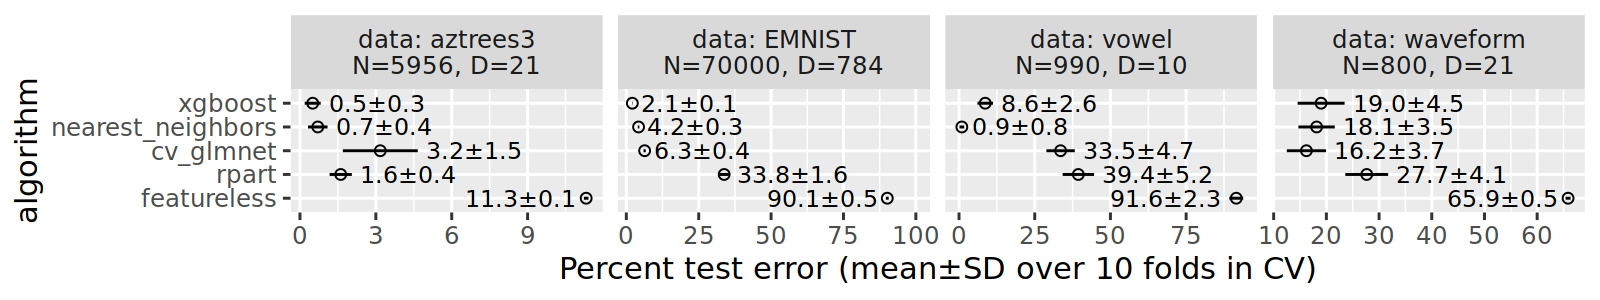 data: aztrees3
N=5956, D=21
data: EMNIST
N=70000, D=784
data: vowel
N=990, D=10
data: waveform
N=800, D=21
algorithm
xgboost
nearest_neighbors
cv_glmnet
rpart
featureless
0.5±0.3
0.7±0.4
3.2±1.5
1.6±0.4
11.3±0.1
2.1±0.1
4.2±0.3
6.3±0.4
33.8±1.6
90.1±0.5
8.6±2.6
0.9±0.8
33.5±4.7
39.4±5.2
91.6±2.3
19.0±4.5
18.1±3.5
16.2±3.7
27.7±4.1
65.9±0.5
0 3 6 9
0 25 50 75 100
0 25 50 75
10 20 30 40 50 60
Percent test error (mean±SD over 10 folds in CV)